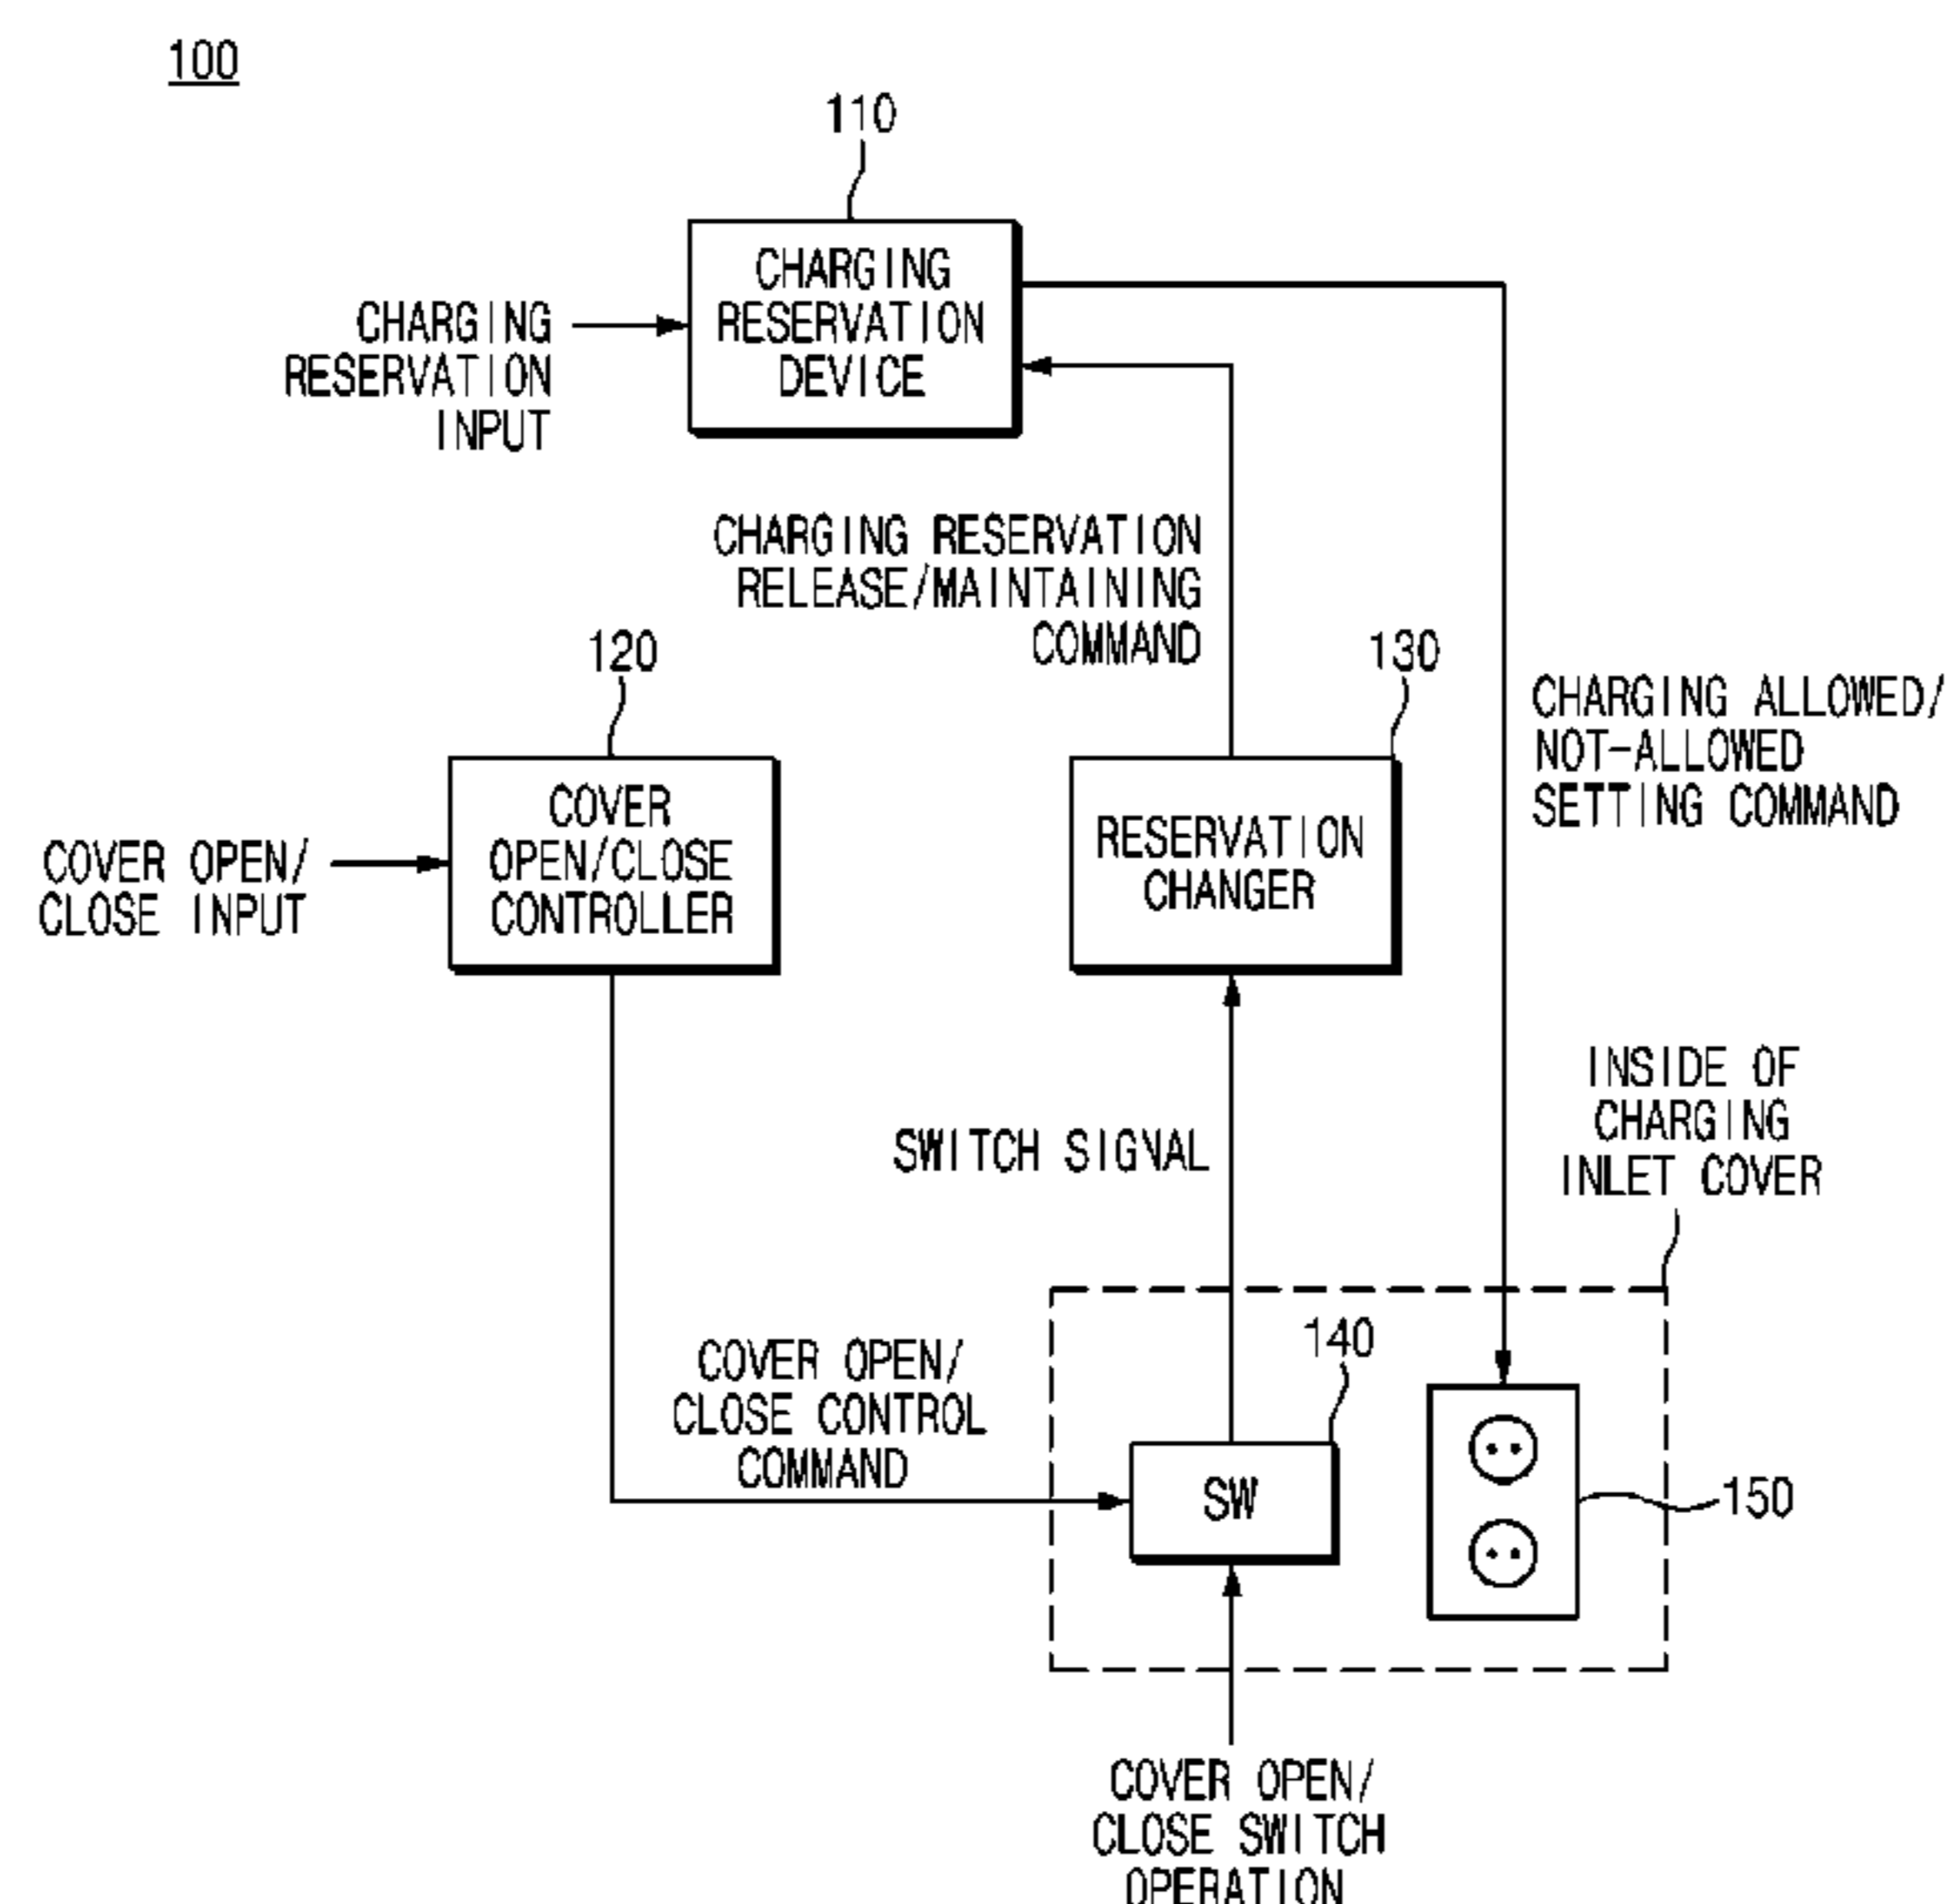 100
110
CHARGING
RESERVATION
DEVICE
CHARGING
RESERVATION
INPUT
CHARGING RESERVATION
RELEASE/MAINTAINING
COMMAND
120
130
CHARGING ALLOWED/
NOT-ALLOWED
SETTING COMMAND
COVER
OPEN/CLOSE
CONTROLLER
COVER OPEN/
CLOSE INPUT
RESERVATION
CHANGER
INSIDE OF
CHARGING
INLET COVER
SWITCH SIGNAL
140
COVER OPEN/
CLOSE CONTROL
COMMAND
SW
150
COVER OPEN/
CLOSE SWITCH
OPERATION